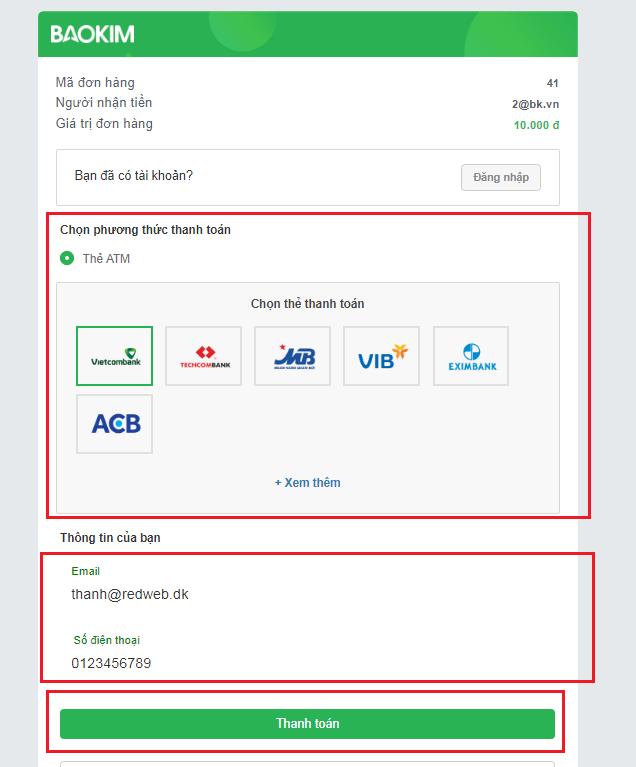 BAOKIM
Mã đơn hàng 41
Người nhận tiền 2@bk.vn
Giá trị đơn hàng 10.000 đ
Bạn đã có tài khoản? Đăng nhập
Chọn phương thức thanh toán
Thẻ ATM
Chọn thẻ thanh toán
Vietcombank TECHCOMBANK MB VIB EXIMBANK
ACB
+ Xem thêm
Thông tin của bạn
Email
thanh@redweb.dk
Số điện thoại
0123456789
Thanh toán